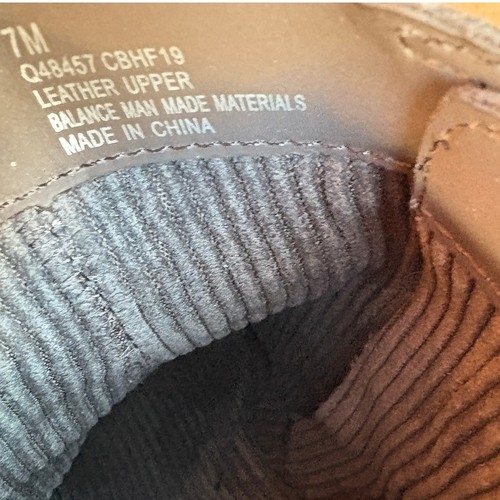 7M
Q48457 CBHF19
LEATHER UPPER
BALANCE MAN MADE MATERIALS
MADE IN CHINA